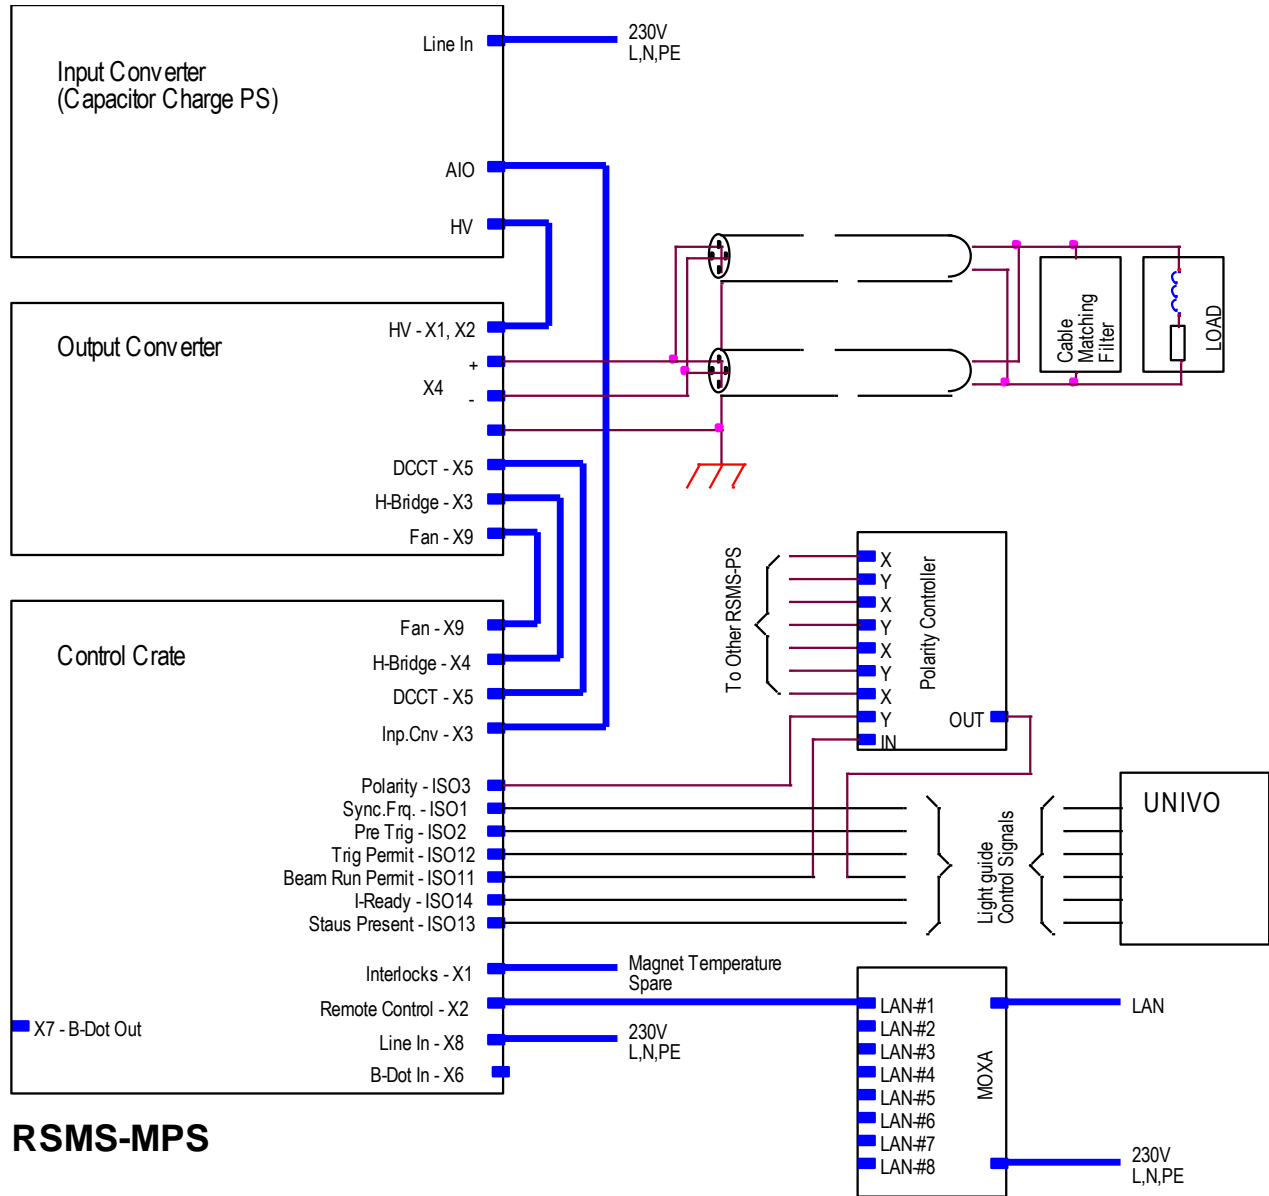 Line In
230V
L,N,PE
Input Converter
(Capacitor Charge PS)
AIO
HV
Output Converter
HV - X1, X2
+
X4
-
DCCT - X5
H-Bridge - X3
Fan - X9
Cable
Matching
Filter
LOAD
Control Crate
Fan - X9
H-Bridge - X4
DCCT - X5
Inp.Cnv - X3
Polarity - ISO3
Sync.Frq. - ISO1
Pre Trig - ISO2
Trig Permit - ISO12
Beam Run Permit - ISO11
I-Ready - ISO14
Staus Present - ISO13
Interlocks - X1
Remote Control - X2
Line In - X8
B-Dot In - X6
X7 - B-Dot Out
Magnet Temperature
Spare
230V
L,N,PE
To Other RSMS-PS
X
Y
X
Y
X
Y
X
Y
IN
OUT
Polarity Controller
Light guide
Control Signals
UNIVO
LAN-#1
LAN-#2
LAN-#3
LAN-#4
LAN-#5
LAN-#6
LAN-#7
LAN-#8
MOXA
LAN
230V
L,N,PE
RSMS-MPS